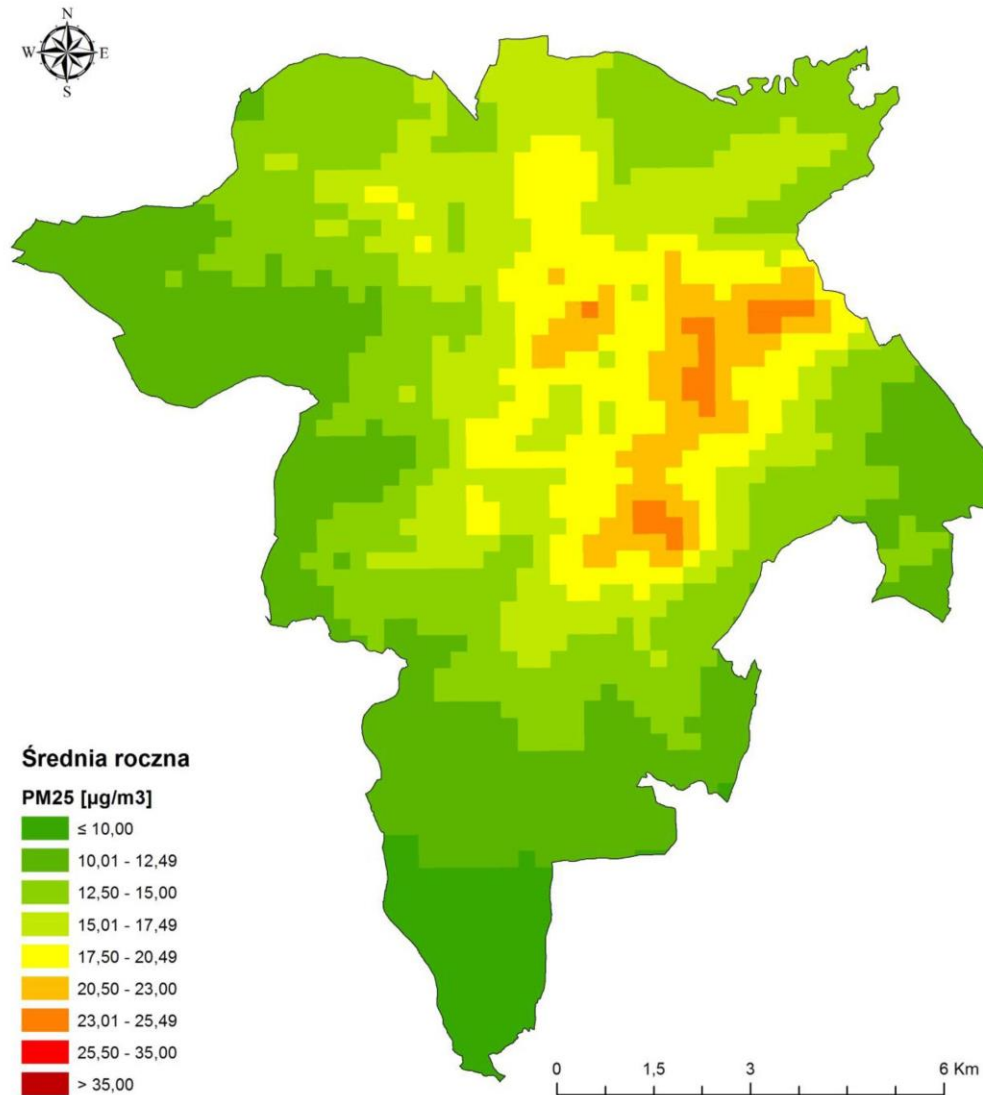 N
W E
S
Średnia roczna
PM25 [µg/m3]
≤ 10,00
10,01 - 12,49
12,50 - 15,00
15,01 - 17,49
17,50 - 20,49
20,50 - 23,00
23,01 - 25,49
25,50 - 35,00
> 35,00
0 1,5 3 6 Km